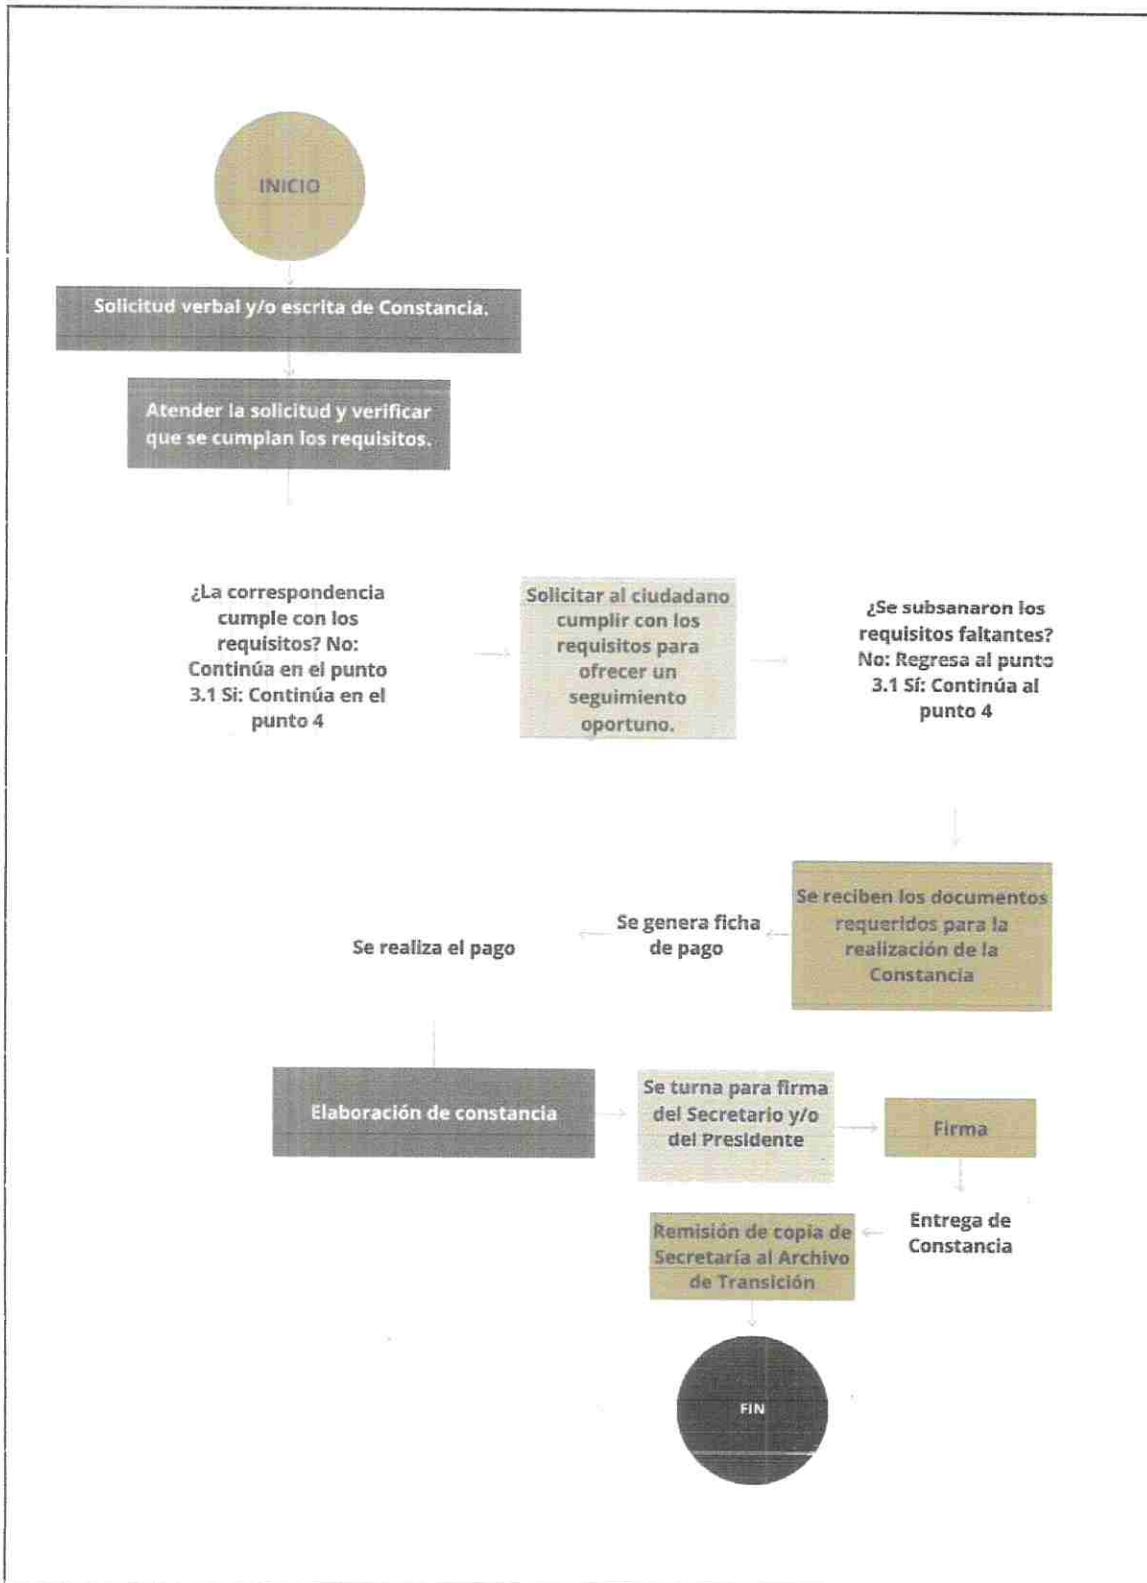 INICIO
Solicitud verbal y/o escrita de Constancia.
Atender la solicitud y verificar
que se cumplan los requisitos.
¿La correspondencia
cumple con los
requisitos? No:
Continúa en el punto
3.1 Si: Continúa en el
punto 4
Solicitar al ciudadano
cumplir con los
requisitos para
ofrecer un
seguimiento
oportuno.
¿Se subsanaron los
requisitos faltantes?
No: Regresa al punto
3.1 Sí: Continúa al
punto 4
Se reciben los documentos
requeridos para la
realización de la
Constancia
Se genera ficha
de pago
Se realiza el pago
Elaboración de constancia
Se turna para firma
del Secretario y/o
del Presidente
Firma
Entrega de
Constancia
Remisión de copia de
Secretaría al Archivo
de Transición
FIN